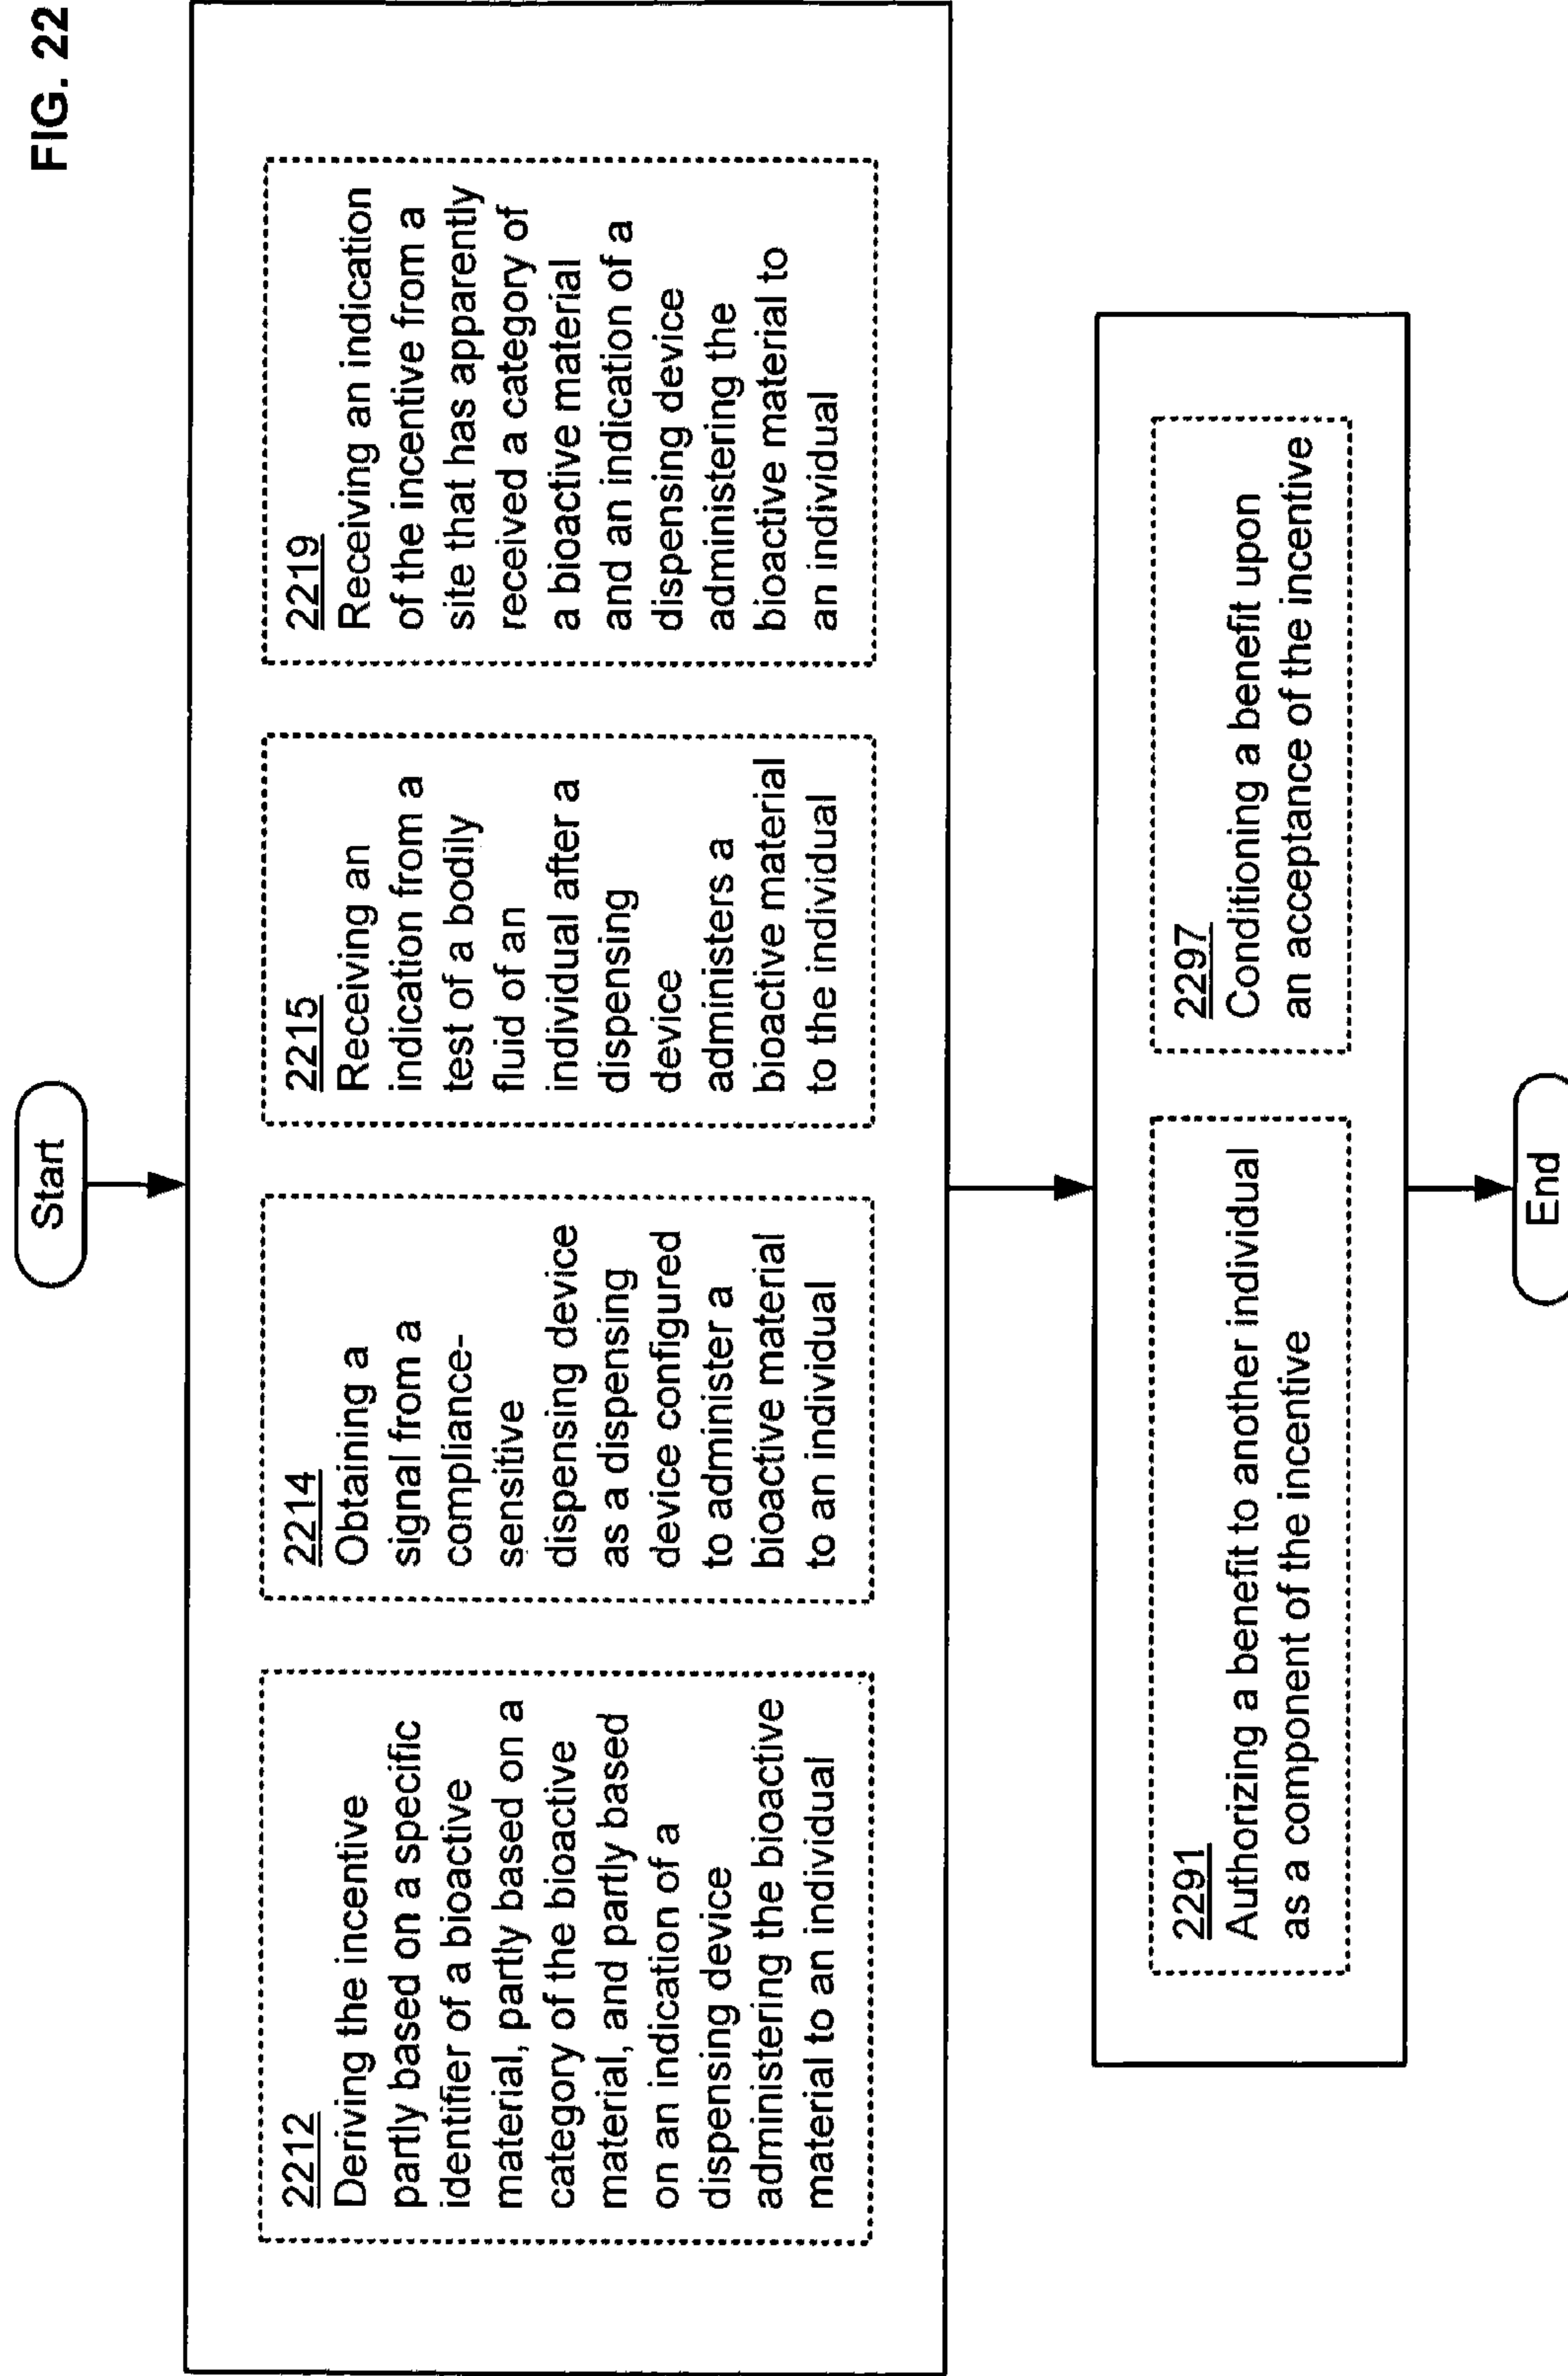 FIG. 22
Start
2212
Deriving the incentive
partly based on a specific
identifier of a bioactive
material, partly based on a
category of the bioactive
material, and partly based
on an indication of a
dispensing device
administering the bioactive
material to an individual
2214
Obtaining a
signal from a
compliance-
sensitive
dispensing device
as a dispensing
device configured
to administer a
bioactive material
to an individual
2215
Receiving an
indication from a
test of a bodily
fluid of an
individual after a
dispensing
device
administers a
bioactive material
to the individual
2219
Receiving an indication
of the incentive from a
site that has apparently
received a category of
a bioactive material
and an indication of a
dispensing device
administering the
bioactive material to
an individual
2291
Authorizing a benefit to another individual
as a component of the incentive
2297
Conditioning a benefit upon
an acceptance of the incentive
End